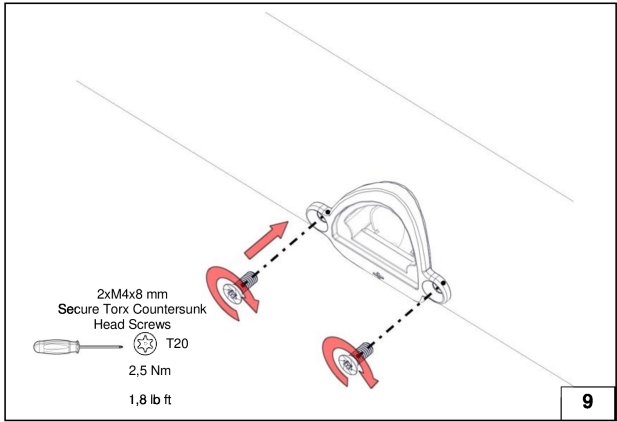 2xM4x8 mm
Secure Torx Countersunk
Head Screws
T20
2,5 Nm
1,8 lb ft
9